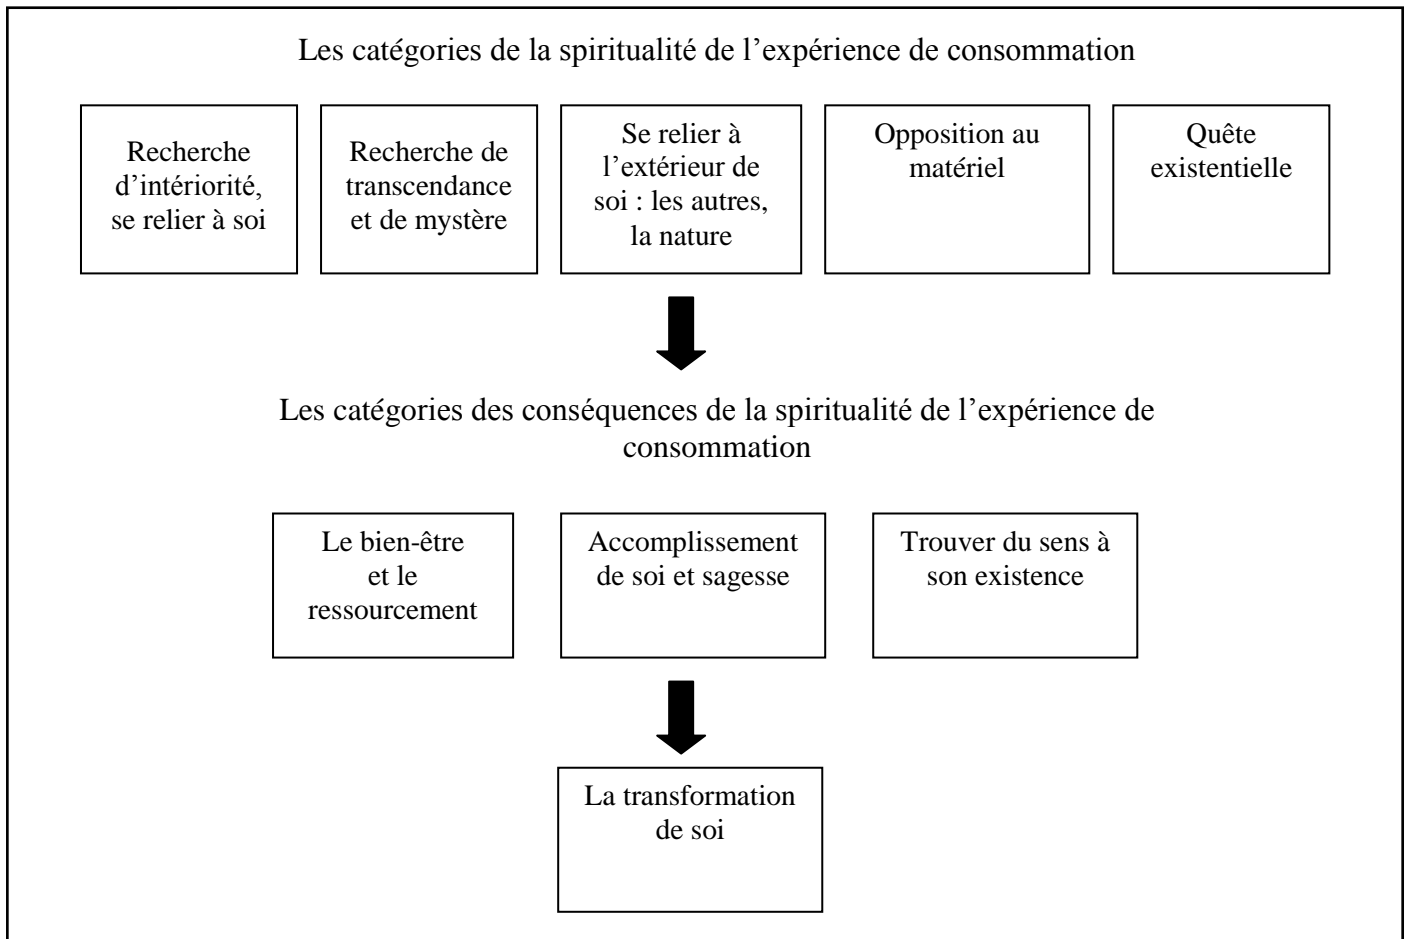 Les catégories de la spiritualité de l’expérience de consommation
Recherche
d’intériorité,
se relier à soi
Recherche de
transcendance
et de mystère
Se relier à
l’extérieur de
soi : les autres,
la nature
Opposition au
matériel
Quête
existentielle
Les catégories des conséquences de la spiritualité de l’expérience de
consommation
Le bien-être
et le
ressourcement
Accomplissement
de soi et sagesse
Trouver du sens à
son existence
La transformation
de soi